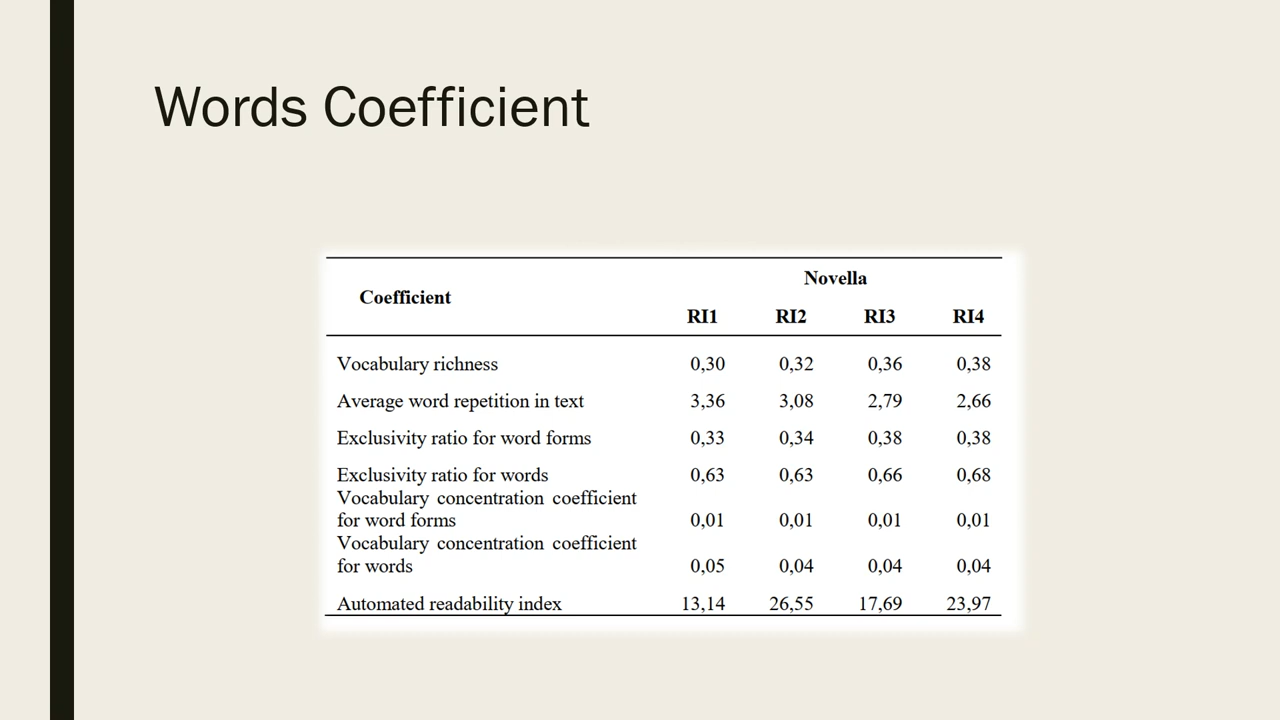 Words Coefficient
Novella
Coefficient
RI1 RI2 RI3 RI4
Vocabulary richness 0,30 0,32 0,36 0,38
Average word repetition in text 3,36 3,08 2,79 2,66
Exclusivity ratio for word forms 0,33 0,34 0,38 0,38
Exclusivity ratio for words 0,63 0,63 0,66 0,68
Vocabulary concentration coefficient
for word forms 0,01 0,01 0,01 0,01
Vocabulary concentration coefficient
for words 0,05 0,04 0,04 0,04
Automated readability index 13,14 26,55 17,69 23,97